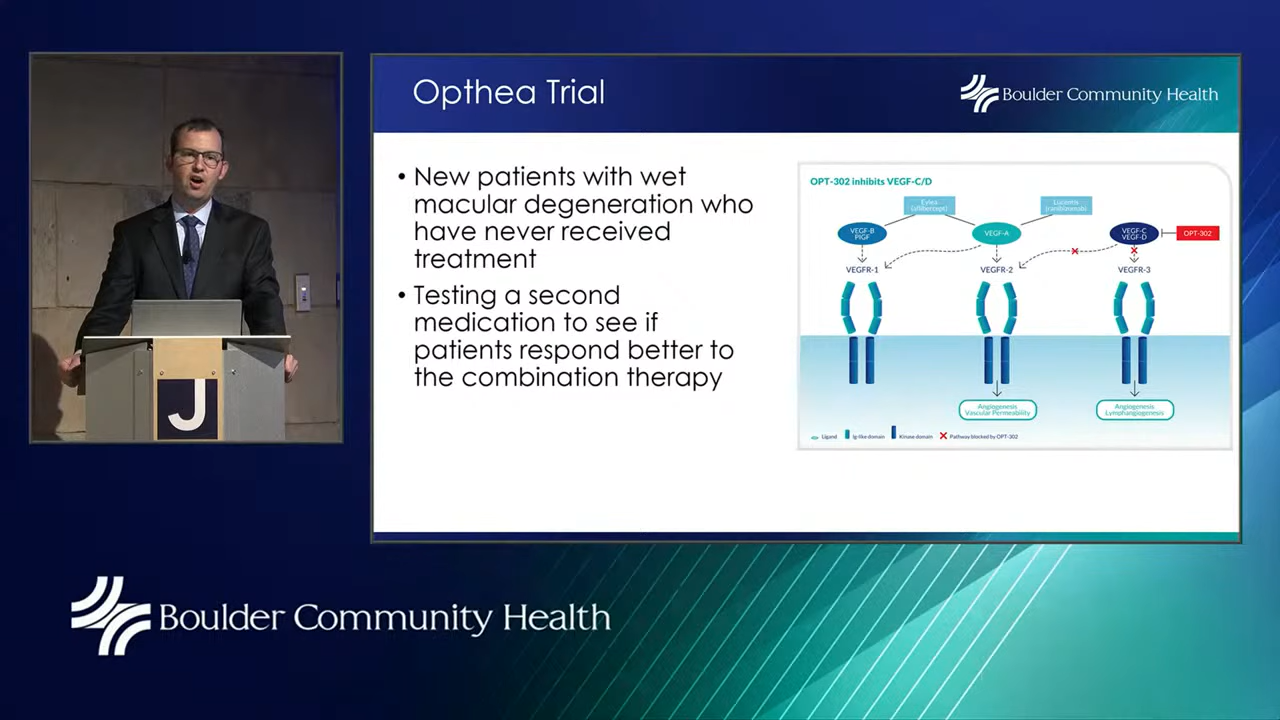 Opthea Trial
Boulder Community Health
• New patients with wet
macular degeneration who
have never received
treatment
• Testing a second
medication to see if
patients respond better to
the combination therapy
OPT-302 inhibits VEGF-C/D
Eylea
(aflibercept)
Lucentis
(ranibizumab)
VEGF-B
PlGF
VEGF-A
VEGF-C
VEGF-D
OPT-302
VEGFR-1
VEGFR-2
VEGFR-3
Angiogenesis
Vascular Permeability
Angiogenesis
Lymphangiogenesis
Ligand
Ig-like domain
Kinase domain
Pathway blocked by OPT-302
J
Boulder Community Health